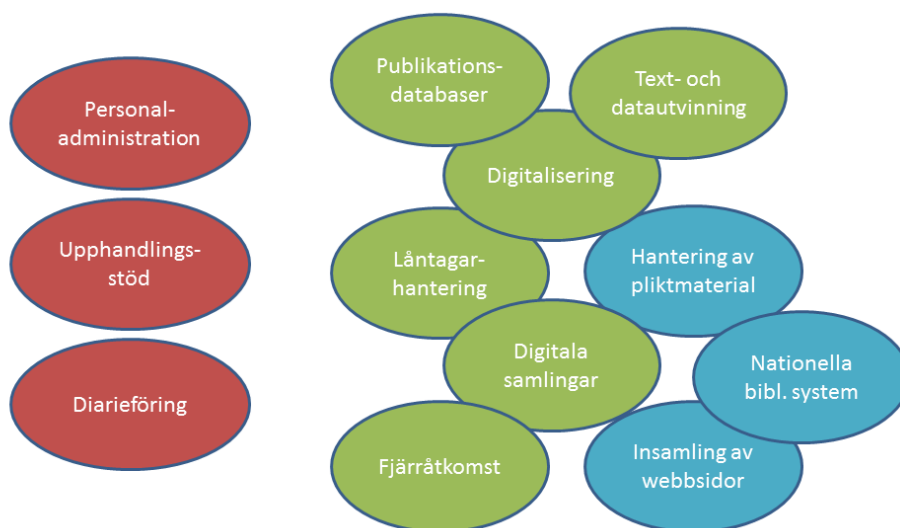 Personal-
administration
Upphandlings-
stöd
Diarieföring
Publikations-
databaser
Text- och
datautvinning
Digitalisering
Låntagar-
hantering
Hantering av
pliktmaterial
Digitala
samlingar
Nationella
bibl. system
Fjärråtkomst
Insamling av
webbsidor